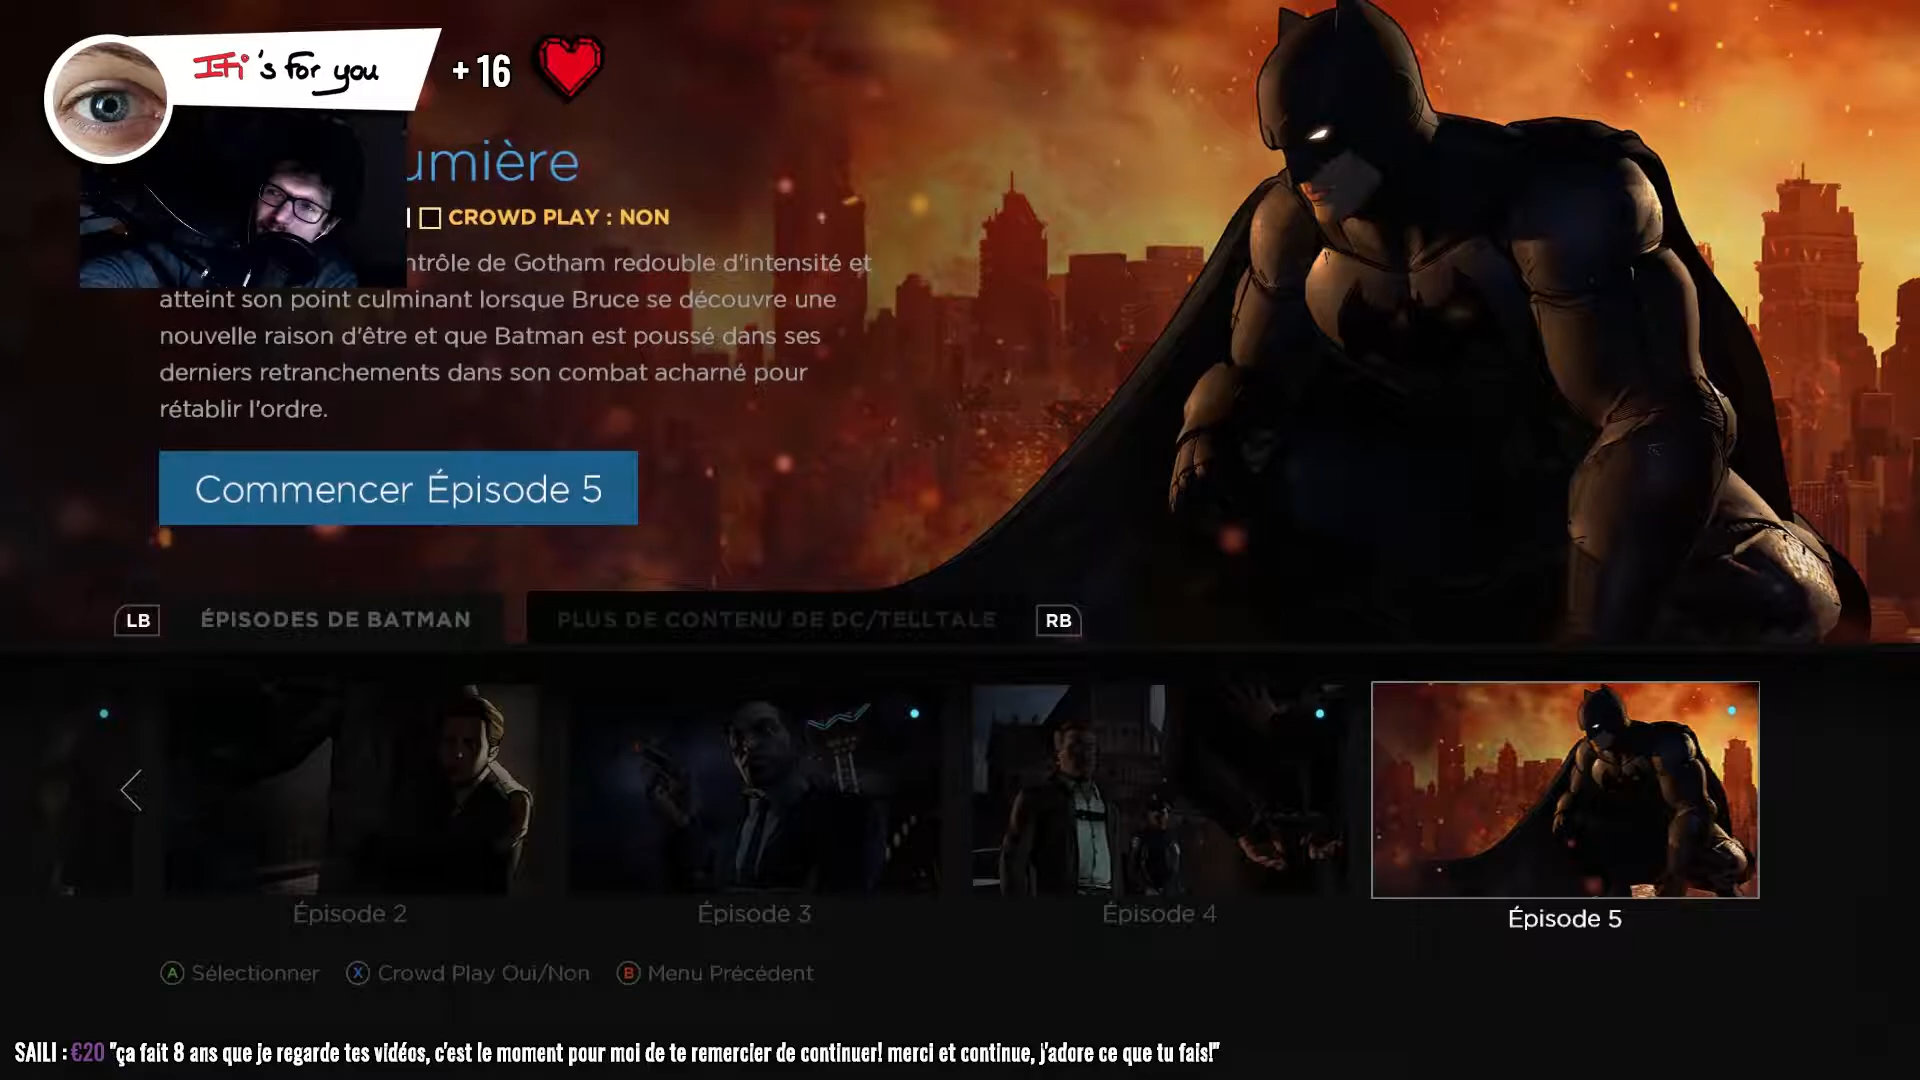 Ifi's for you
+16
umière
CROWD PLAY : NON
ntrôle de Gotham redouble d'intensité et
atteint son point culminant lorsque Bruce se découvre une
nouvelle raison d'être et que Batman est poussé dans ses
derniers retranchements dans son combat acharné pour
rétablir l'ordre.
Commencer Épisode 5
LB ÉPISODES DE BATMAN PLUS DE CONTENU DE DC/TELLTALE RB
Épisode 2 Épisode 3 Épisode 4 Épisode 5
A Sélectionner X Crowd Play Oui/Non B Menu Précédent
SAILI : €20 "ça fait 8 ans que je regarde tes vidéos, c'est le moment pour moi de te remercier de continuer! merci et continue, j'adore ce que tu fais!"